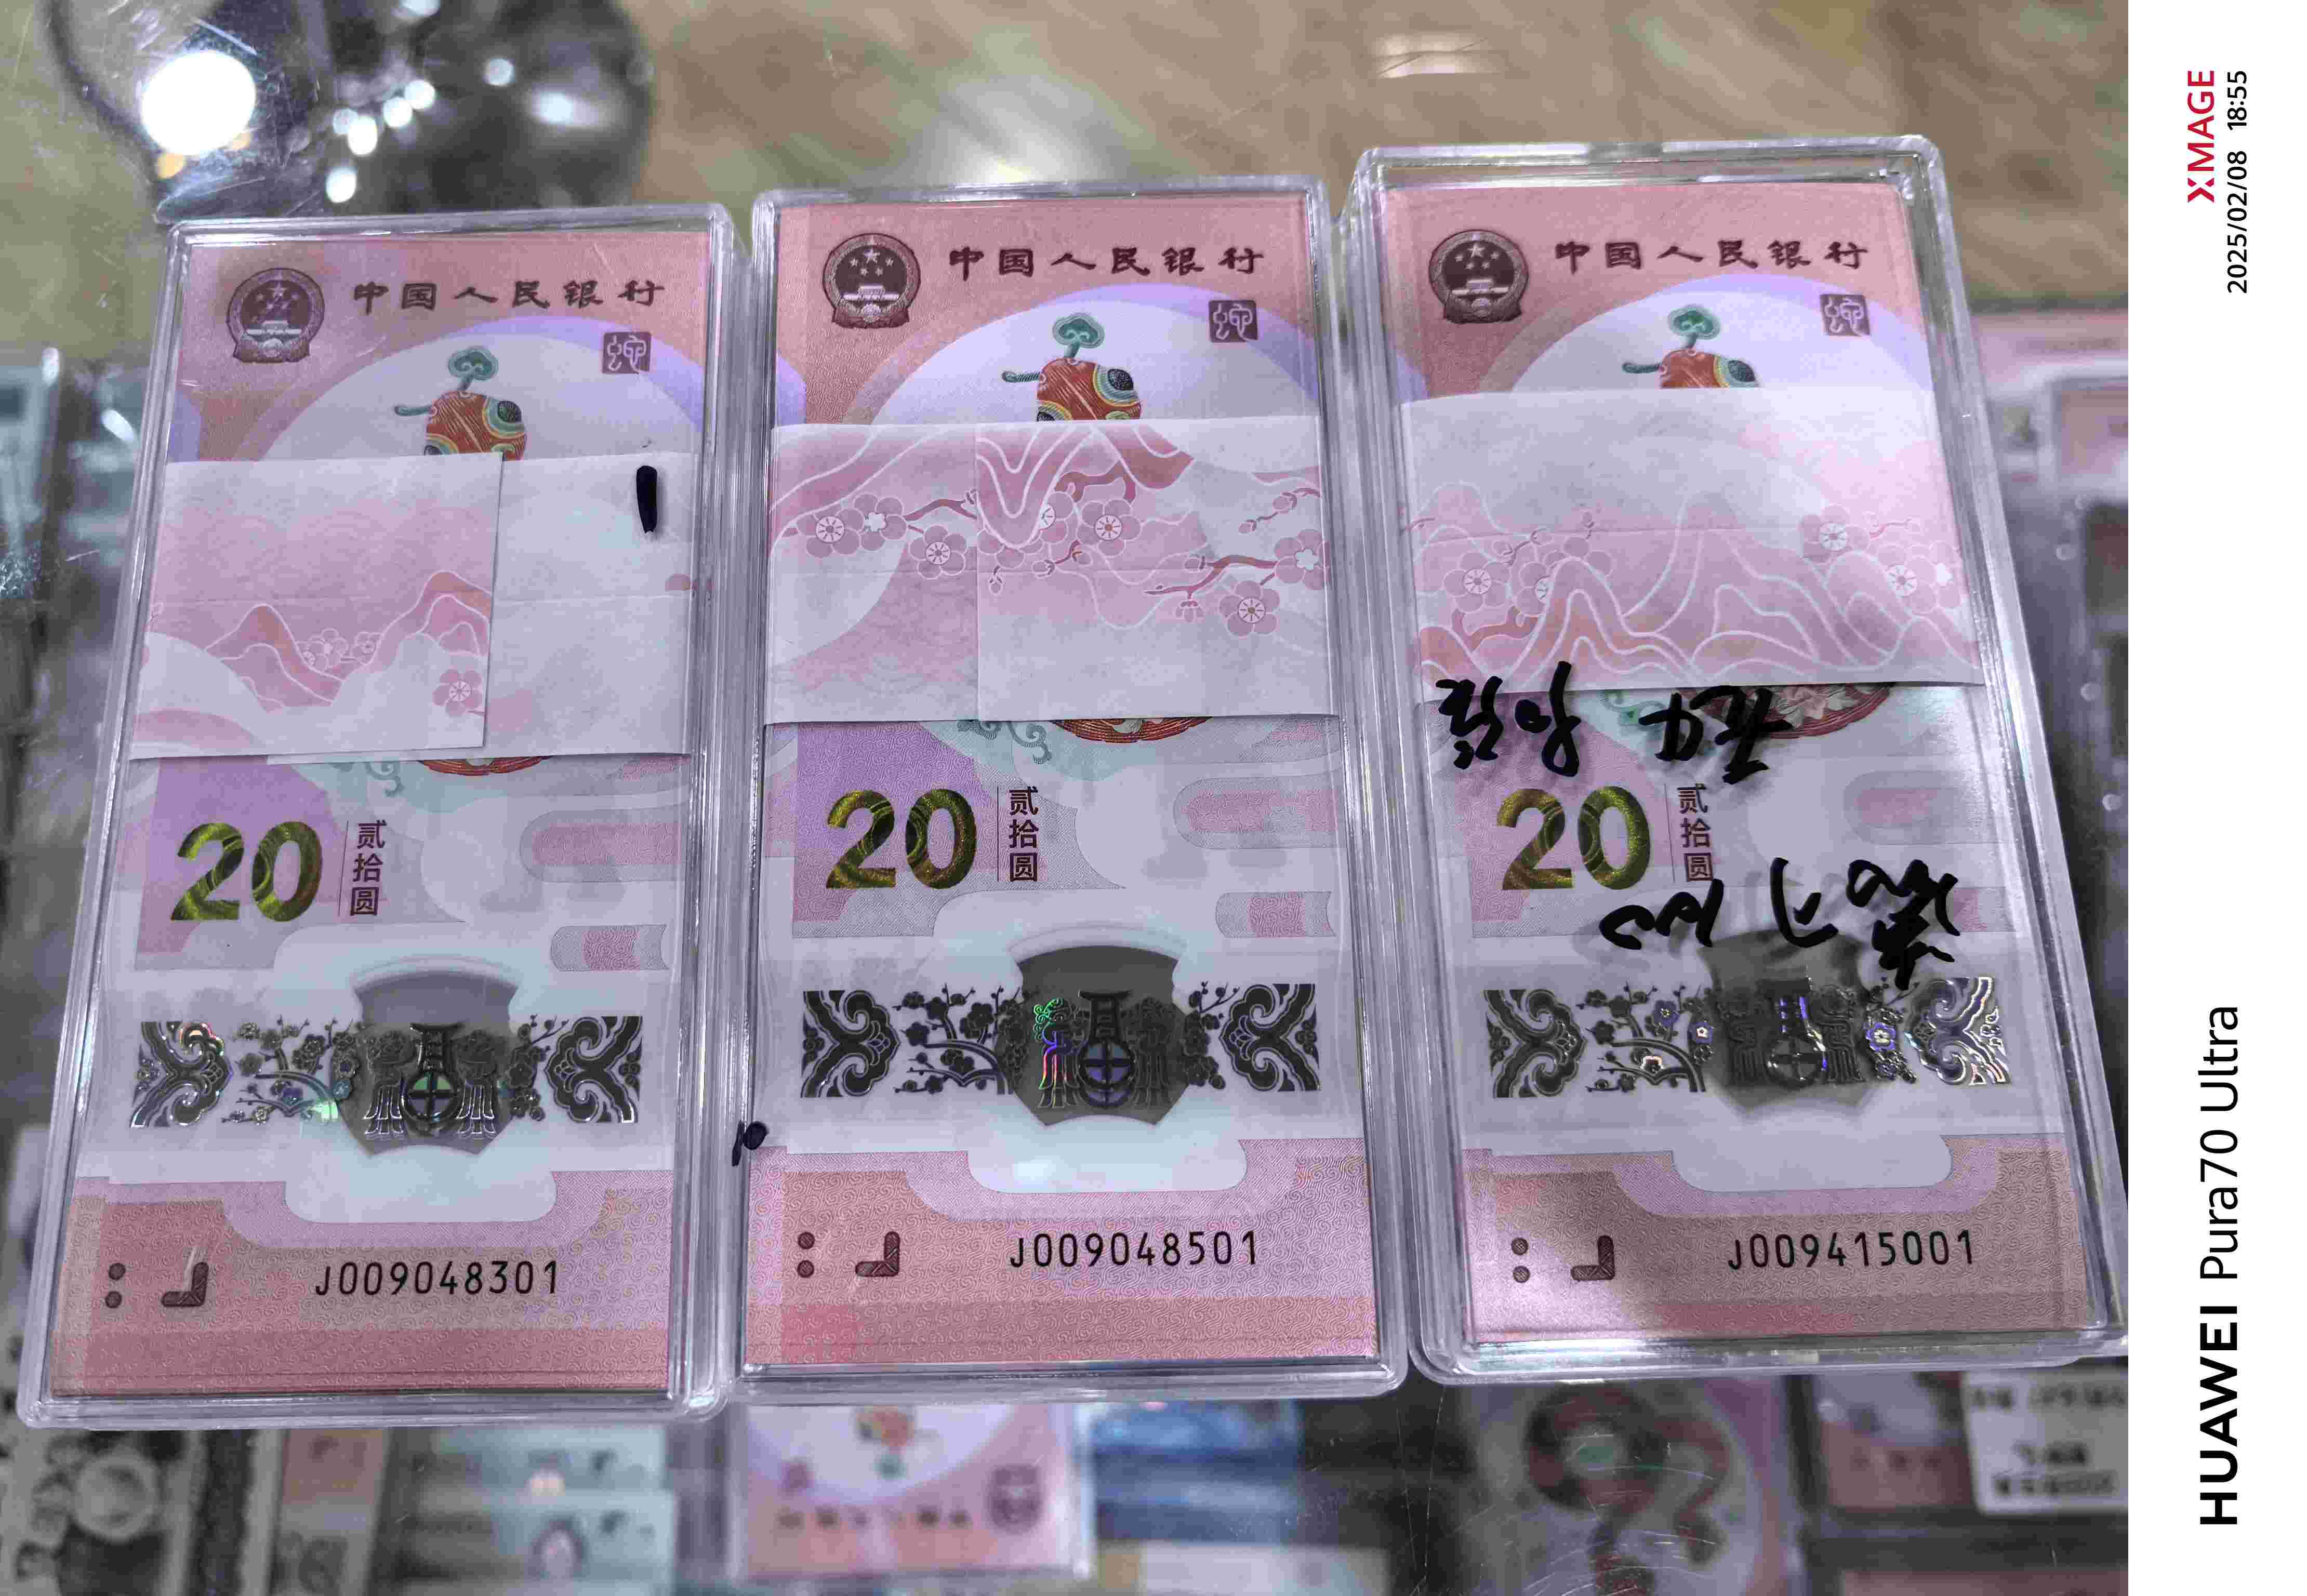 中国人民银行
20
贰拾圆
J009048301
中国人民银行
20
贰拾圆
J009048501
中国人民银行
20
贰拾圆
J009415001
XMAGE
2025/02/08 18:55
HUAWEI Pura70 Ultra